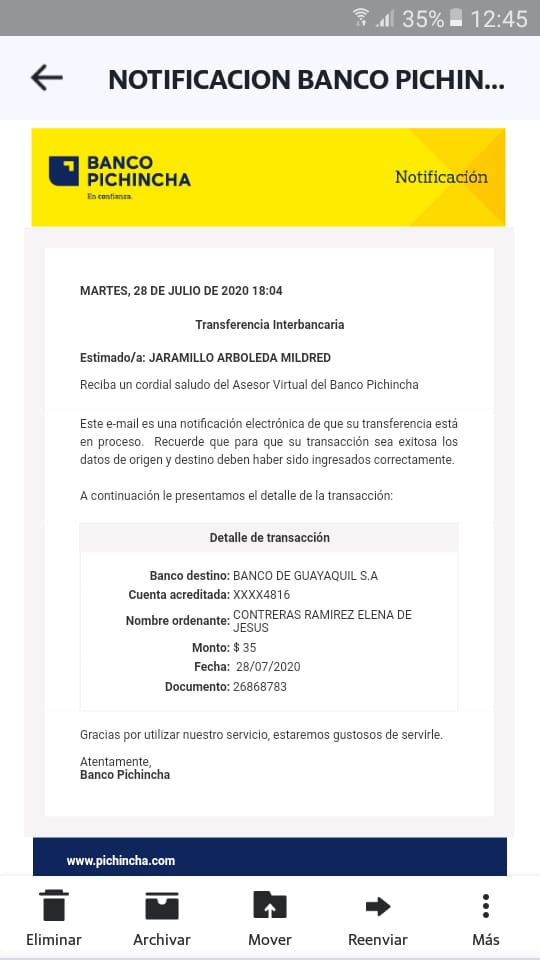 35% 12:45
NOTIFICACION BANCO PICHIN...
BANCO
PICHINCHA
En confianza.
Notificación
MARTES, 28 DE JULIO DE 2020 18:04
Transferencia Interbancaria
Estimado/a: JARAMILLO ARBOLEDA MILDRED
Reciba un cordial saludo del Asesor Virtual del Banco Pichincha
Este e-mail es una notificación electrónica de que su transferencia está
en proceso. Recuerde que para que su transacción sea exitosa los
datos de origen y destino deben haber sido ingresados correctamente.
A continuación le presentamos el detalle de la transacción:
Detalle de transacción
Banco destino: BANCO DE GUAYAQUIL S.A
Cuenta acreditada: XXXX4816
Nombre ordenante: CONTRERAS RAMIREZ ELENA DE
JESUS
Monto: $ 35
Fecha: 28/07/2020
Documento: 26868783
Gracias por utilizar nuestro servicio, estaremos gustosos de servirle.
Atentamente,
Banco Pichincha
www.pichincha.com
Eliminar Archivar Mover Reenviar Más